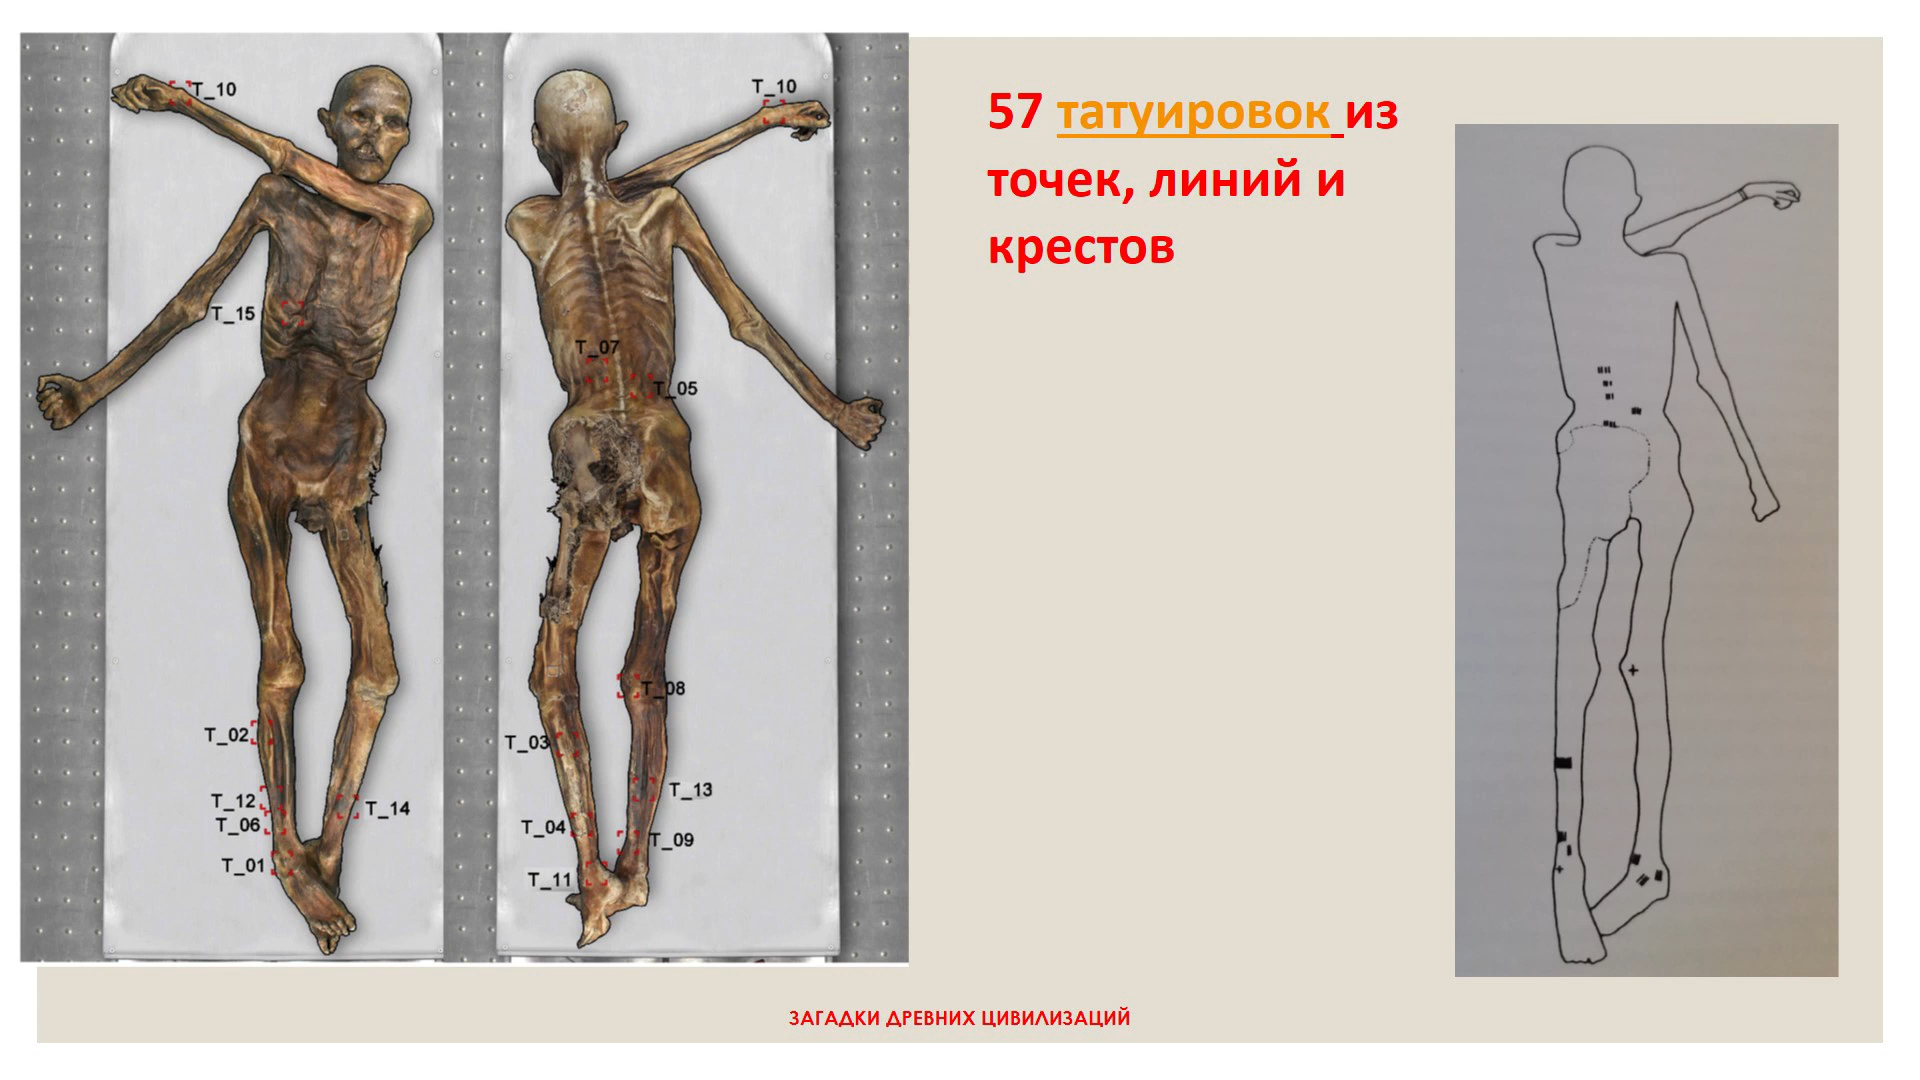 T_10
T_15
T_02
T_12
T_06
T_01
T_14
T_10
T_07
T_05
T_08
T_03
T_13
T_04
T_09
T_11
57 татуировок из
точек, линий и
крестов
ЗАГАДКИ ДРЕВНИХ ЦИВИЛИЗАЦИЙ